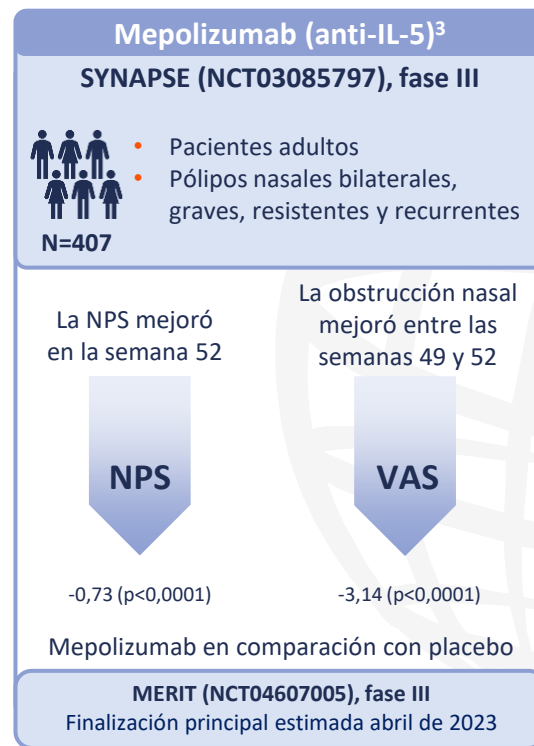 Mepolizumab (anti-IL-5)³
SYNAPSE (NCT03085797), fase III
• Pacientes adultos
• Pólipos nasales bilaterales,
graves, resistentes y recurrentes
N=407
La NPS mejoró
en la semana 52
La obstrucción nasal
mejoró entre las
semanas 49 y 52
NPS
VAS
-0,73 (p<0,0001)
-3,14 (p<0,0001)
Mepolizumab en comparación con placebo
MERIT (NCT04607005), fase III
Finalización principal estimada abril de 2023